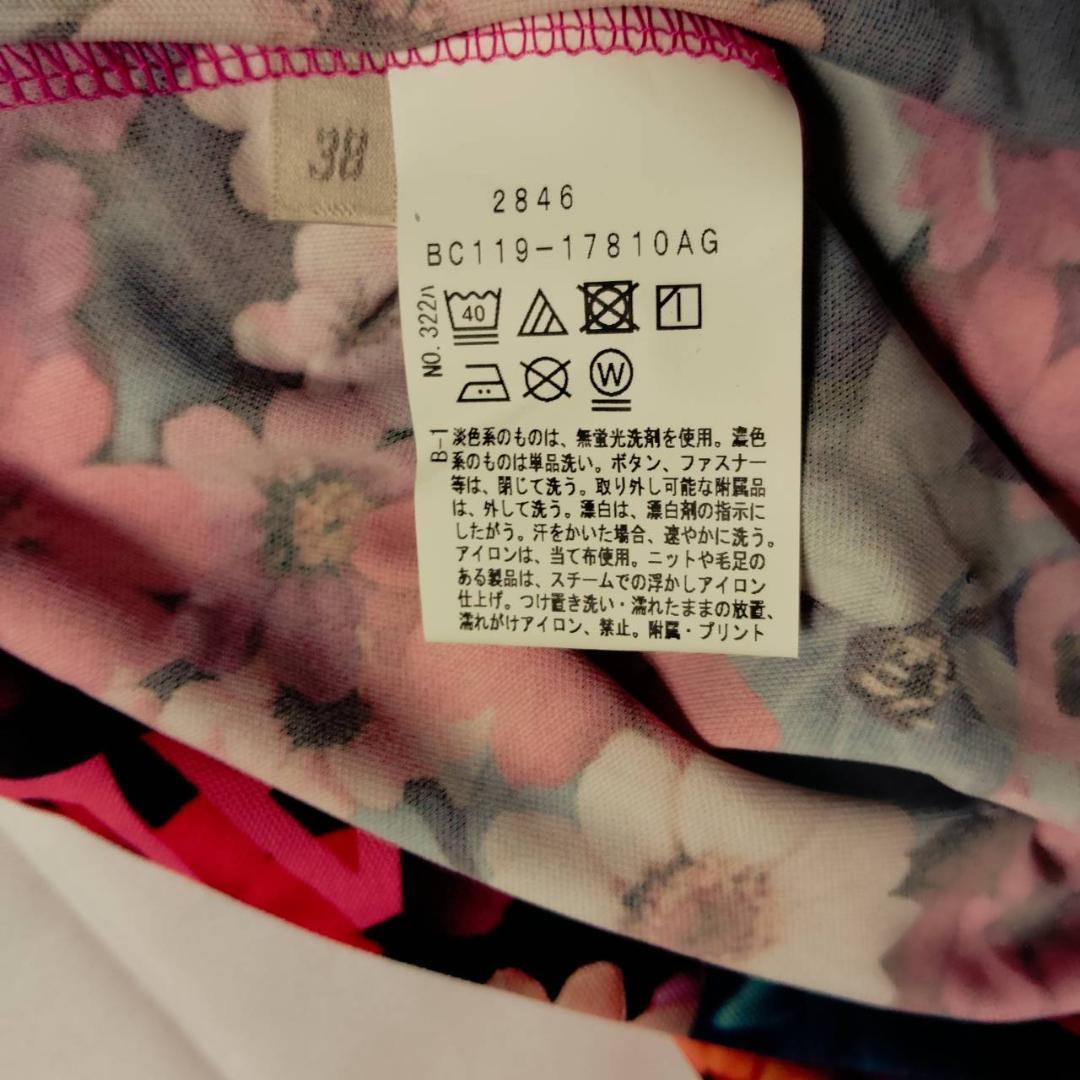 38
2846
BC119-17810AG
NO.322ハ
40
W
B-1
淡色系のものは、無蛍光洗剤を使用。濃色
系のものは単品洗い。ボタン、ファスナー
等は、閉じて洗う。取り外し可能な附属品
は、外して洗う。漂白は、漂白剤の指示に
したがう。汗をかいた場合、速やかに洗う。
アイロンは、当て布使用。ニットや毛足の
ある製品は、スチームでの浮かしアイロン
仕上げ。つけ置き洗い・濡れたままの放置、
濡れがけアイロン、禁止。附属・プリント